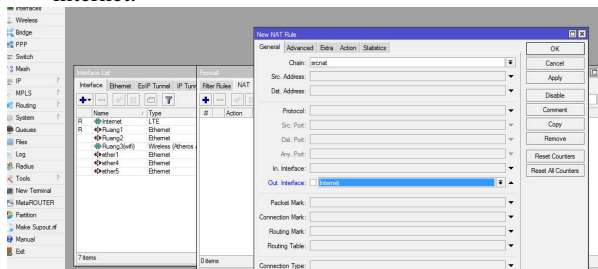 internet.
Interfaces
Wireless
Bridge
PPP
Switch
Mesh
IP
MPLS
Routing
System
Queues
Files
Log
Radius
Tools
New Terminal
MetaROUTER
Partition
Make Supout.rif
Manual
Exit
Interface List
Interface Ethernet EoIP Tunnel IP Tunn
Name / Type
R Internet LTE
R Ruang1 Ethernet
Ruang2 Ethernet
Ruang3(wifi) Wireless (Atheros
ether1 Ethernet
ether4 Ethernet
ether5 Ethernet
7 items
Firewall
Filter Rules NAT
# Action
0 items
New NAT Rule
General Advanced Extra Action Statistics
Chain: srcnat
Src. Address:
Dst. Address:
Protocol:
Src. Port:
Dst. Port:
Any. Port:
In. Interface:
Out. Interface: Internet
Packet Mark:
Connection Mark:
Routing Mark:
Routing Table:
Connection Type:
OK
Cancel
Apply
Disable
Comment
Copy
Remove
Reset Counters
Reset All Counters